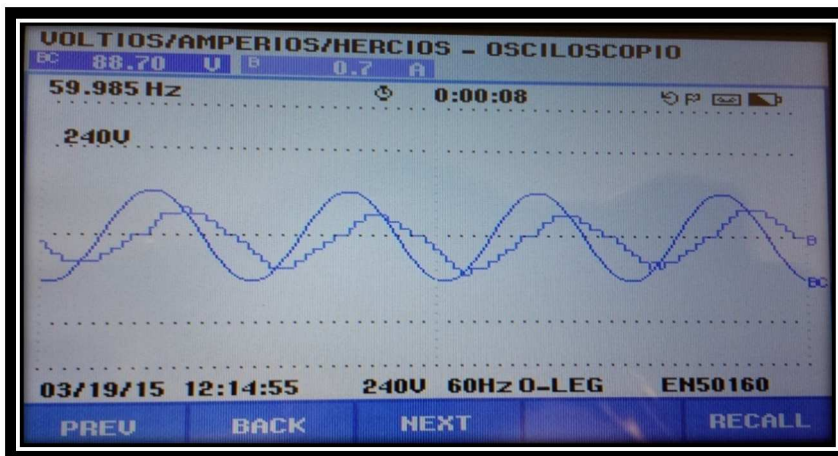 VOLTIOS/AMPERIOS/HERCIOS - OSCILOSCOPIO
BC 88.70 V B 0.7 A
59.985 Hz 0:00:08
240V
B
BC
03/19/15 12:14:55 240V 60Hz O-LEG EN50160
PREV BACK NEXT RECALL